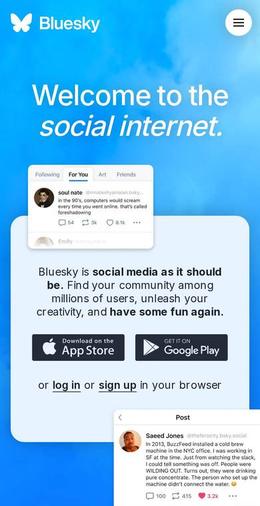 Bluesky
Welcome to the
social internet.
Following For You Art Friends
soul nate
in the 90's, computers would scream
every time you went online. that's called
foreshadowing
54 3k 8.1k
Emily
Bluesky is social media as it should
be. Find your community among
millions of users, unleash your
creativity, and have some fun again.
Download on the
App Store
GET IT ON
Google Play
or log in or sign up in your browser
Post
Saeed Jones @theferocity.bsky.social
In 2013, BuzzFeed installed a cold brew
machine in the NYC office. I was working in
SF at the time. Just from watching the slack,
I could tell something was off. People were
WILDING OUT. Turns out, they were drinking
pure concentrate. The person who set up the
machine didn't connect the water.
100 415 3.2k